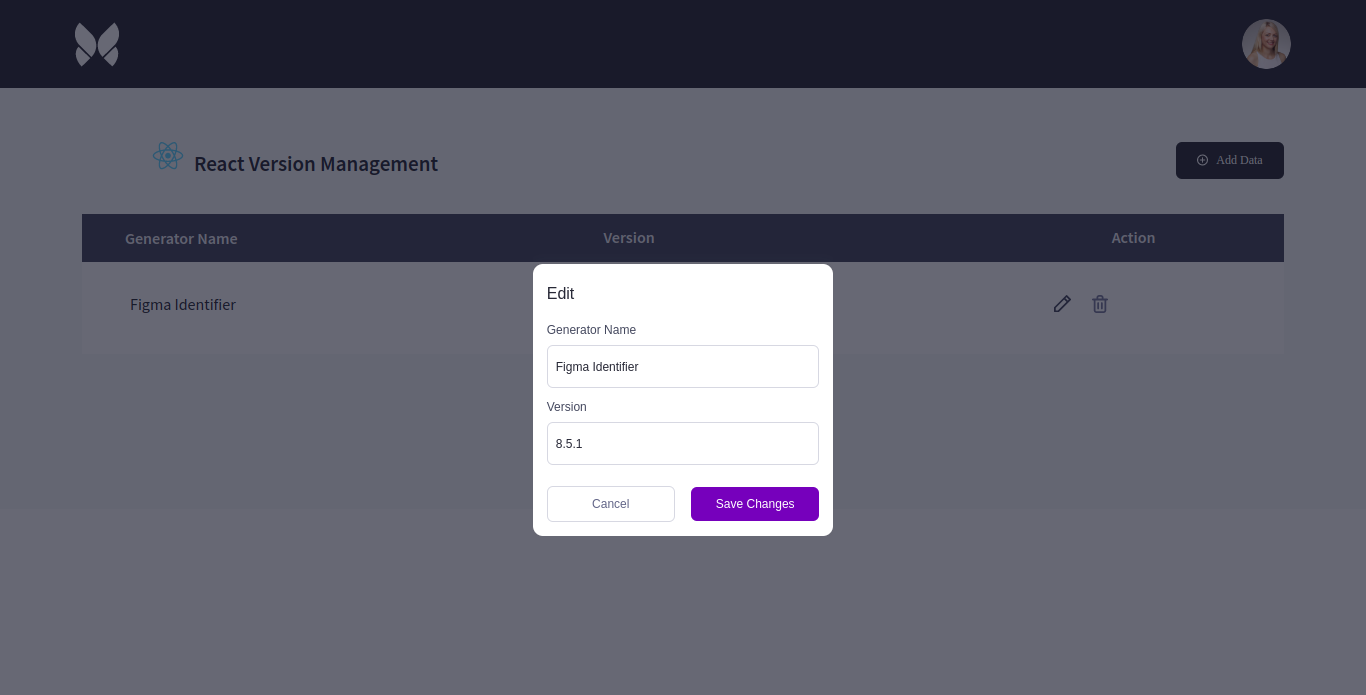 React Version Management
Add Data
Generator Name
Version
Action
Figma Identifier
Edit
Generator Name
Figma Identifier
Version
8.5.1
Cancel
Save Changes